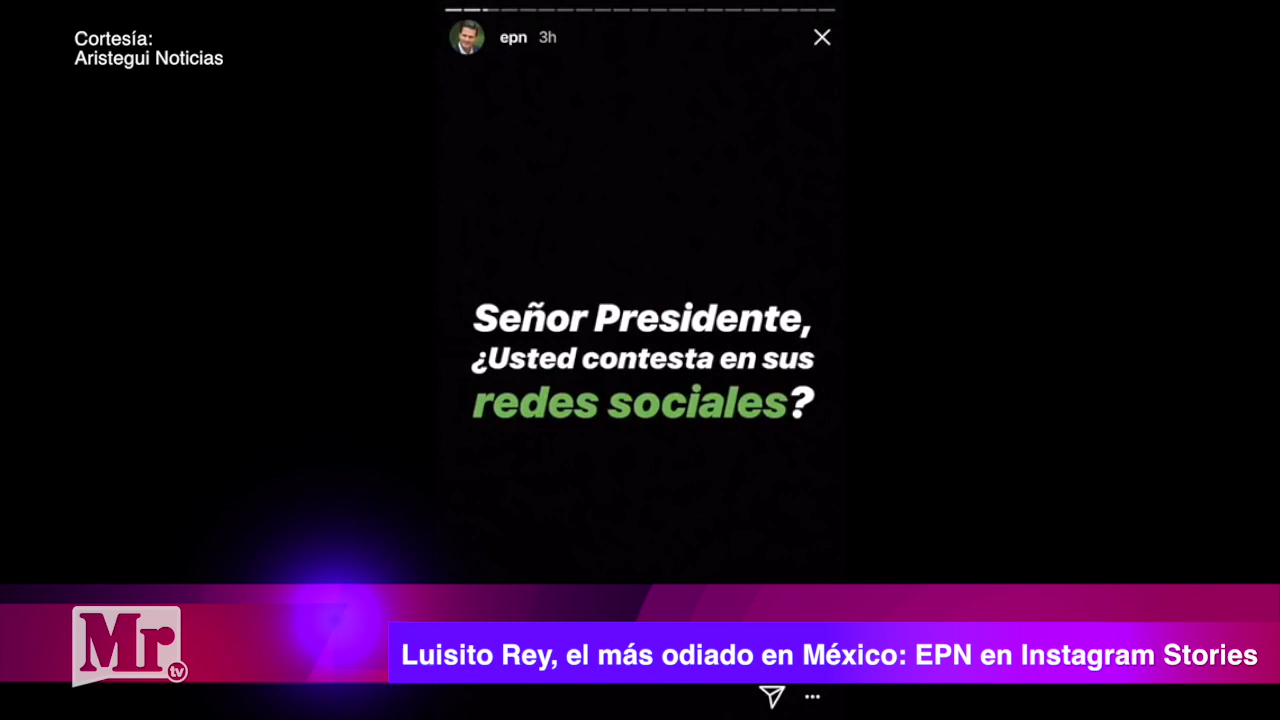 Cortesía:
Aristegui Noticias
epn 3h
Señor Presidente,
¿Usted contesta en sus
redes sociales?
Mr.
tv
Luisito Rey, el más odiado en México: EPN en Instagram Stories